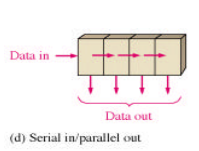 Data in
Data out
(d) Serial in/parallel out